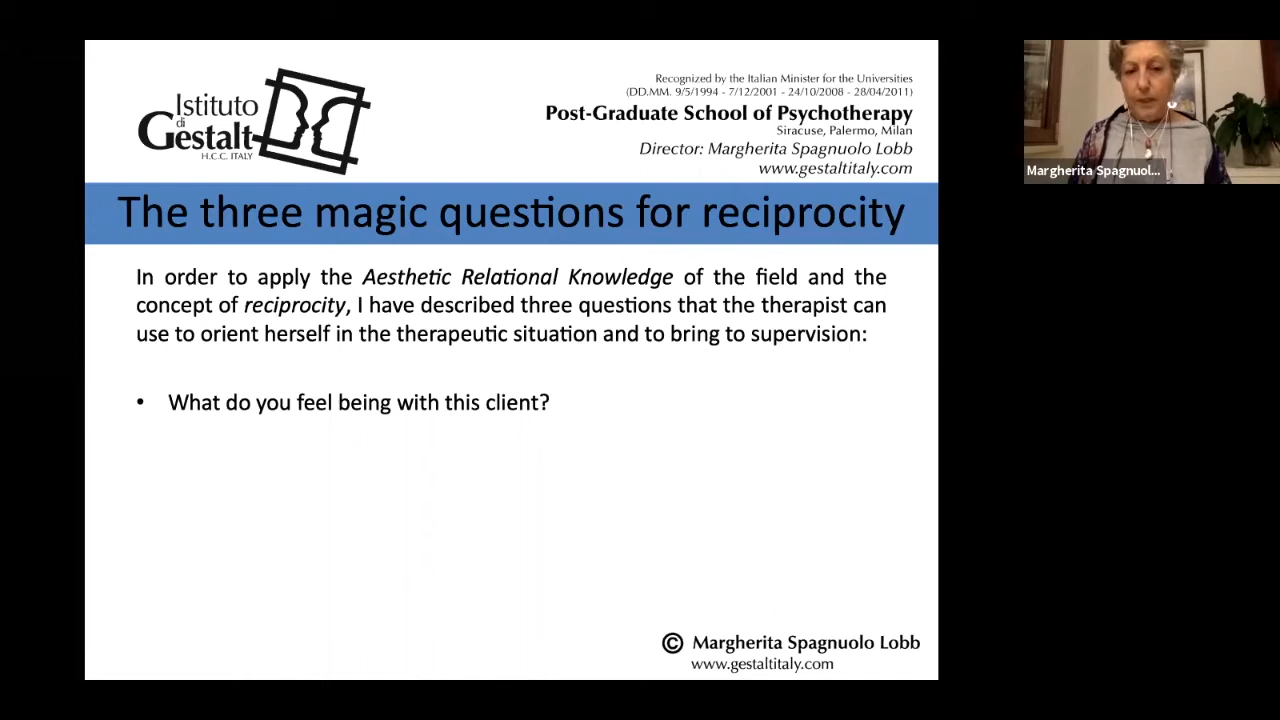 Istituto
di
Gestalt
H.C.C. ITALY
Recognized by the Italian Minister for the Universities
(DD.MM. 9/5/1994 - 7/12/2001 - 24/10/2008 - 28/04/2011)
Post-Graduate School of Psychotherapy
Siracuse, Palermo, Milan
Director: Margherita Spagnuolo Lobb
www.gestaltitaly.com
The three magic questions for reciprocity
In order to apply the Aesthetic Relational Knowledge of the field and the
concept of reciprocity, I have described three questions that the therapist can
use to orient herself in the therapeutic situation and to bring to supervision:
• What do you feel being with this client?
© Margherita Spagnuolo Lobb
www.gestaltitaly.com
Margherita Spagnuol...